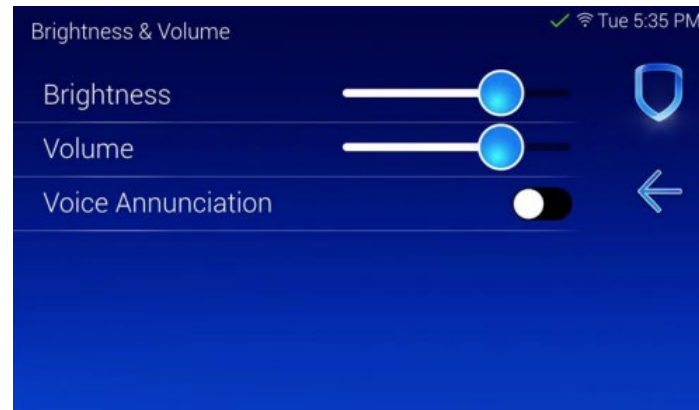 Brightness & Volume
Tue 5:35 PM
Brightness
Volume
Voice Annunciation